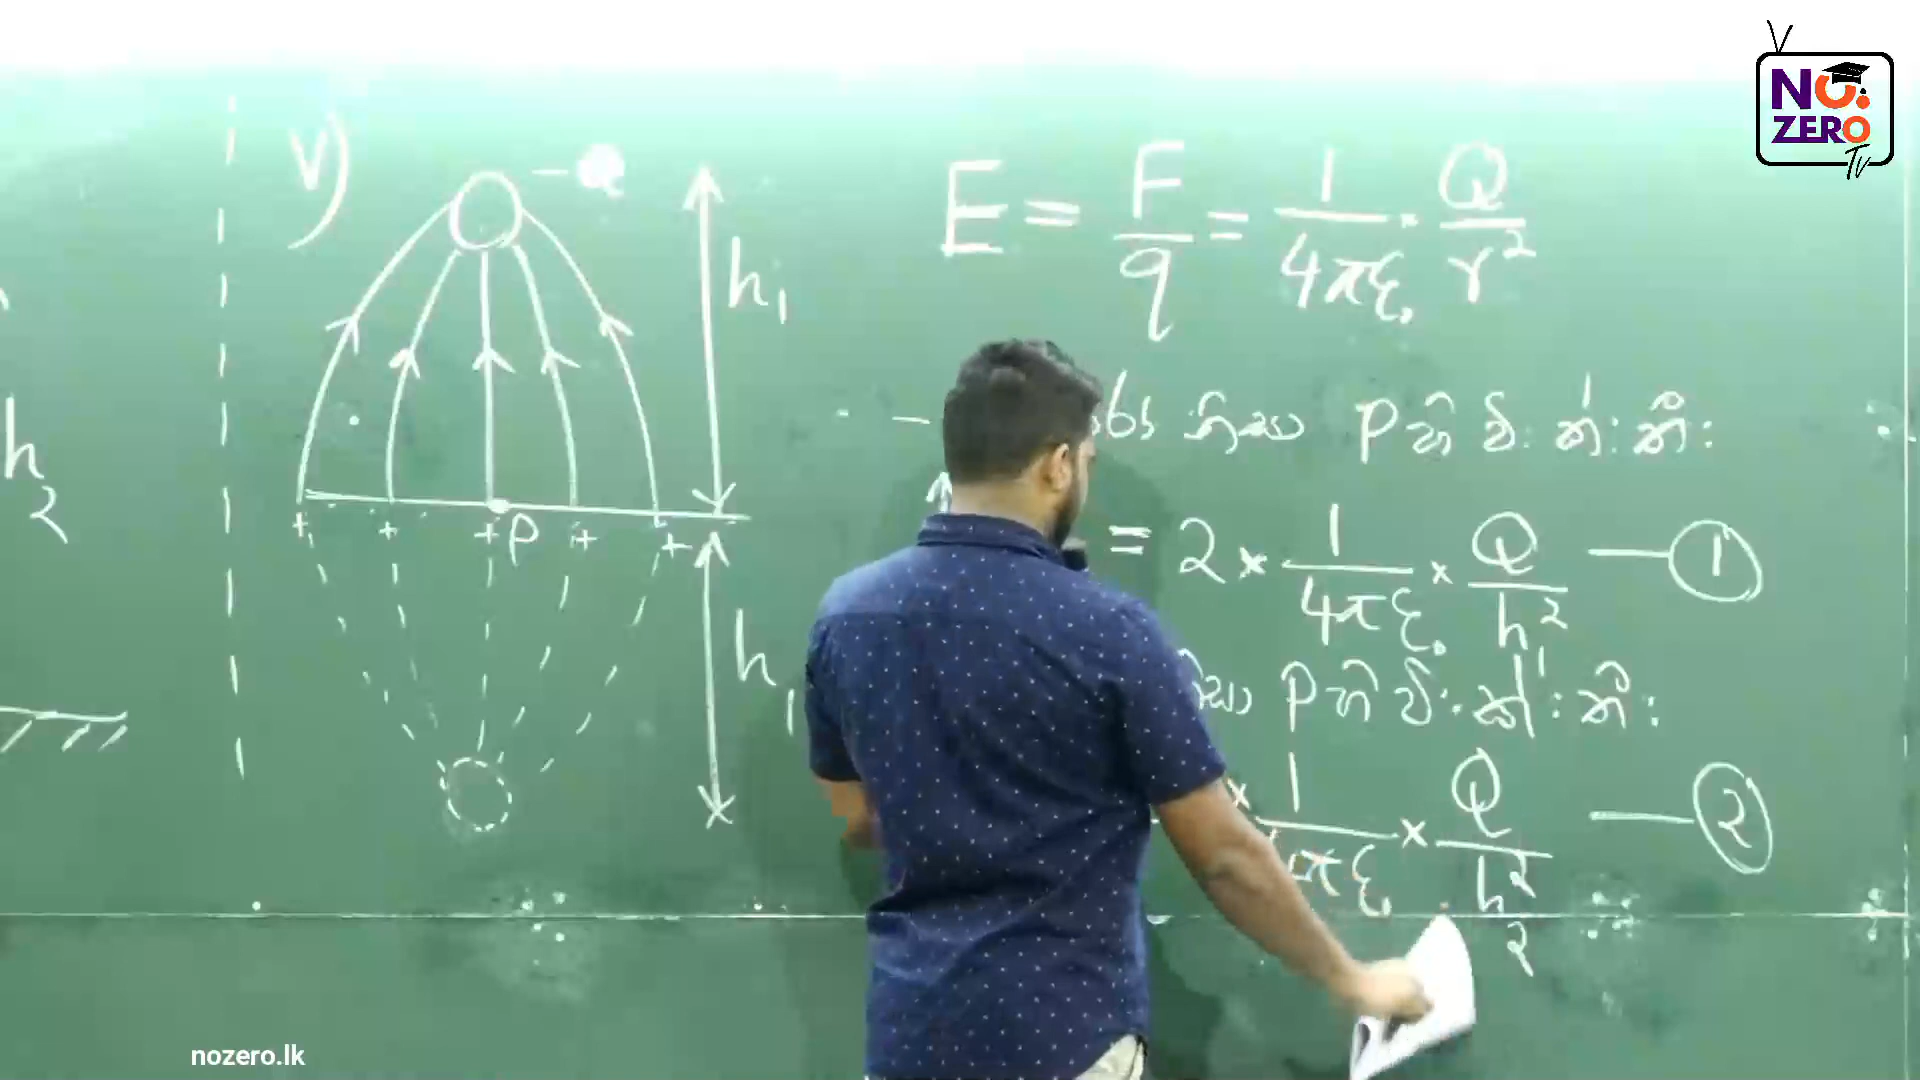 NO.
ZERO
Tv
V)
h₁
E = F/q = 1/4πε₀ · Q/r²
h₂
නිසා P හි වි: ක්: තී:
+ + + P + +
= 2 × 1/4πε₀ × Q/h² — ①
h₁
P හි වි: ක්: තී:
× 1/4πε₀ × Q/h₂² — ②
nozero.lk